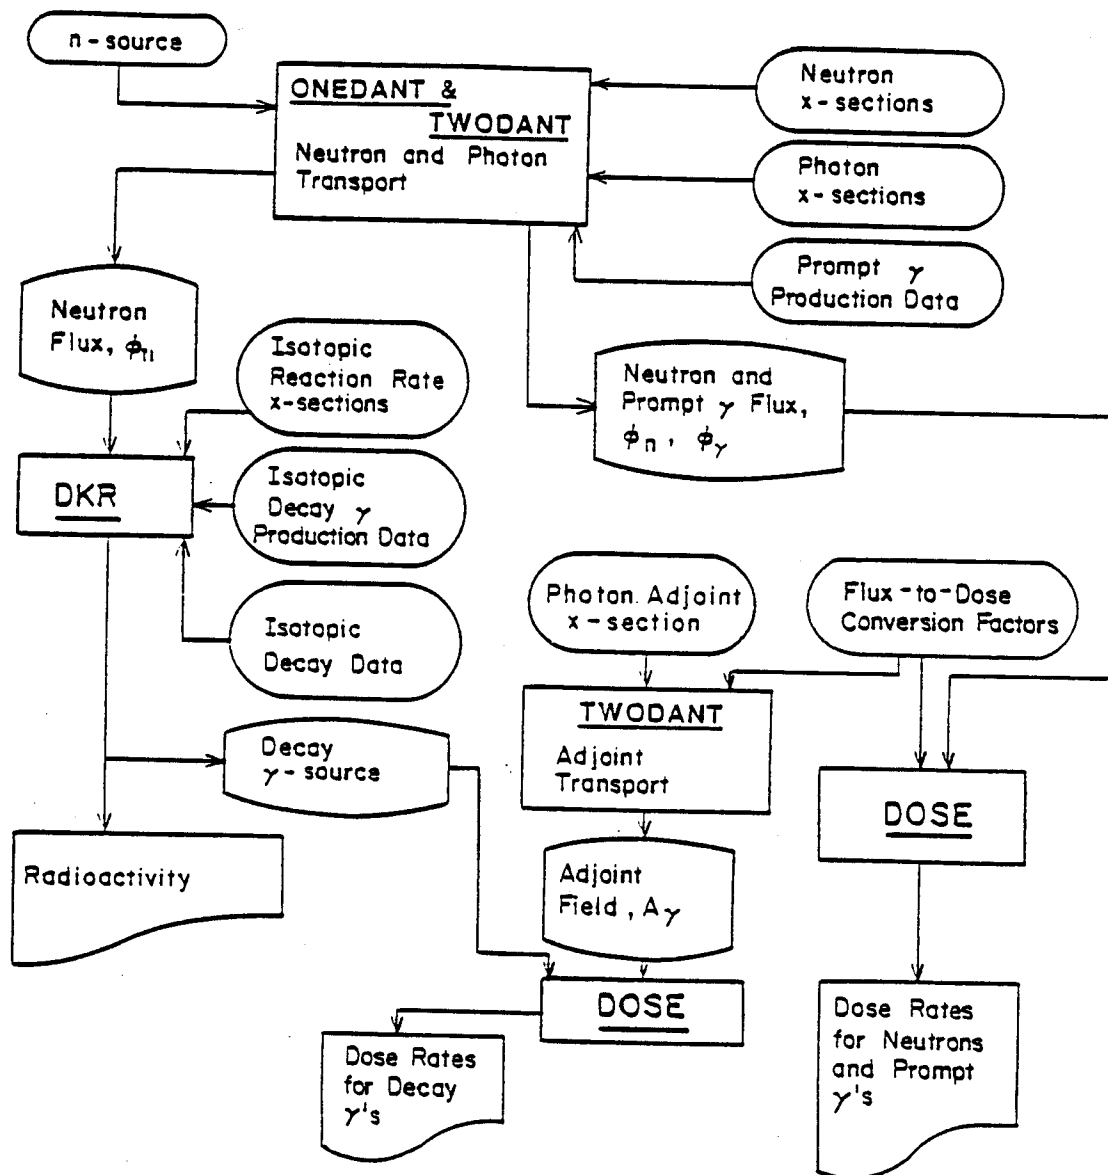 n-source
ONEDANT &
TWODANT
Neutron and Photon
Transport
Neutron
x-sections
Photon
x-sections
Prompt γ
Production Data
Neutron
Flux, ϕn
Isotopic
Reaction Rate
x-sections
Neutron and
Prompt γ Flux,
ϕn, ϕγ
DKR
Isotopic
Decay γ
Production Data
Isotopic
Decay Data
Photon Adjoint
x-section
Flux-to-Dose
Conversion Factors
TWODANT
Adjoint
Transport
Decay
γ-source
DOSE
Radioactivity
Adjoint
Field, Aγ
DOSE
Dose Rates
for Decay
γ's
Dose Rates
for Neutrons
and Prompt
γ's